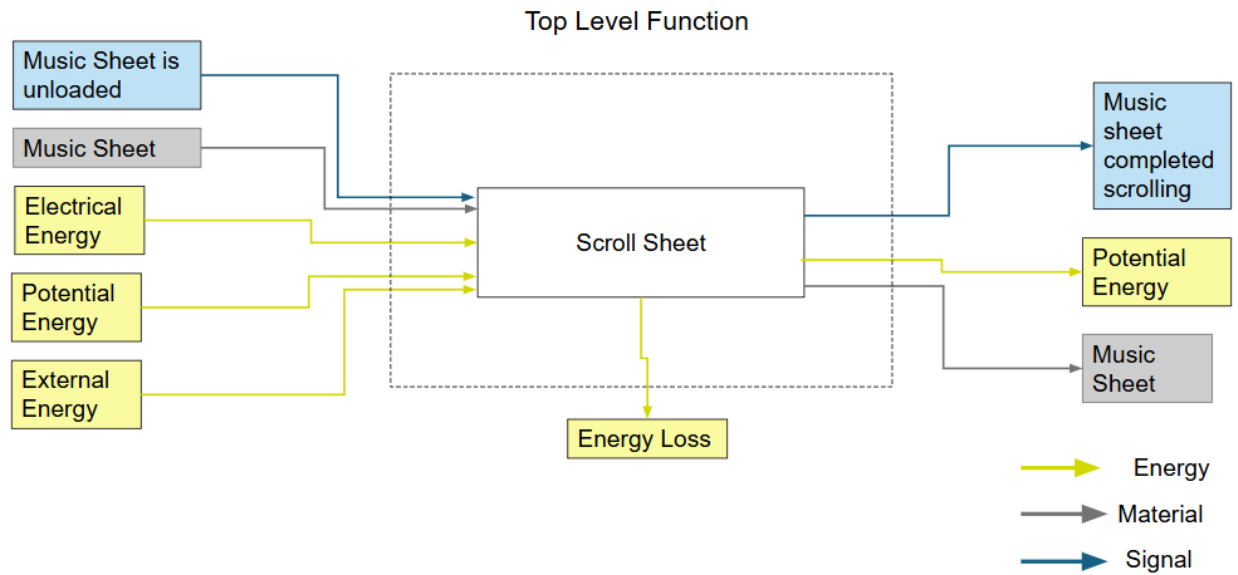 Top Level Function
Music Sheet is
unloaded
Music Sheet
Electrical
Energy
Potential
Energy
External
Energy
Scroll Sheet
Energy Loss
Music
sheet
completed
scrolling
Potential
Energy
Music
Sheet
Energy
Material
Signal